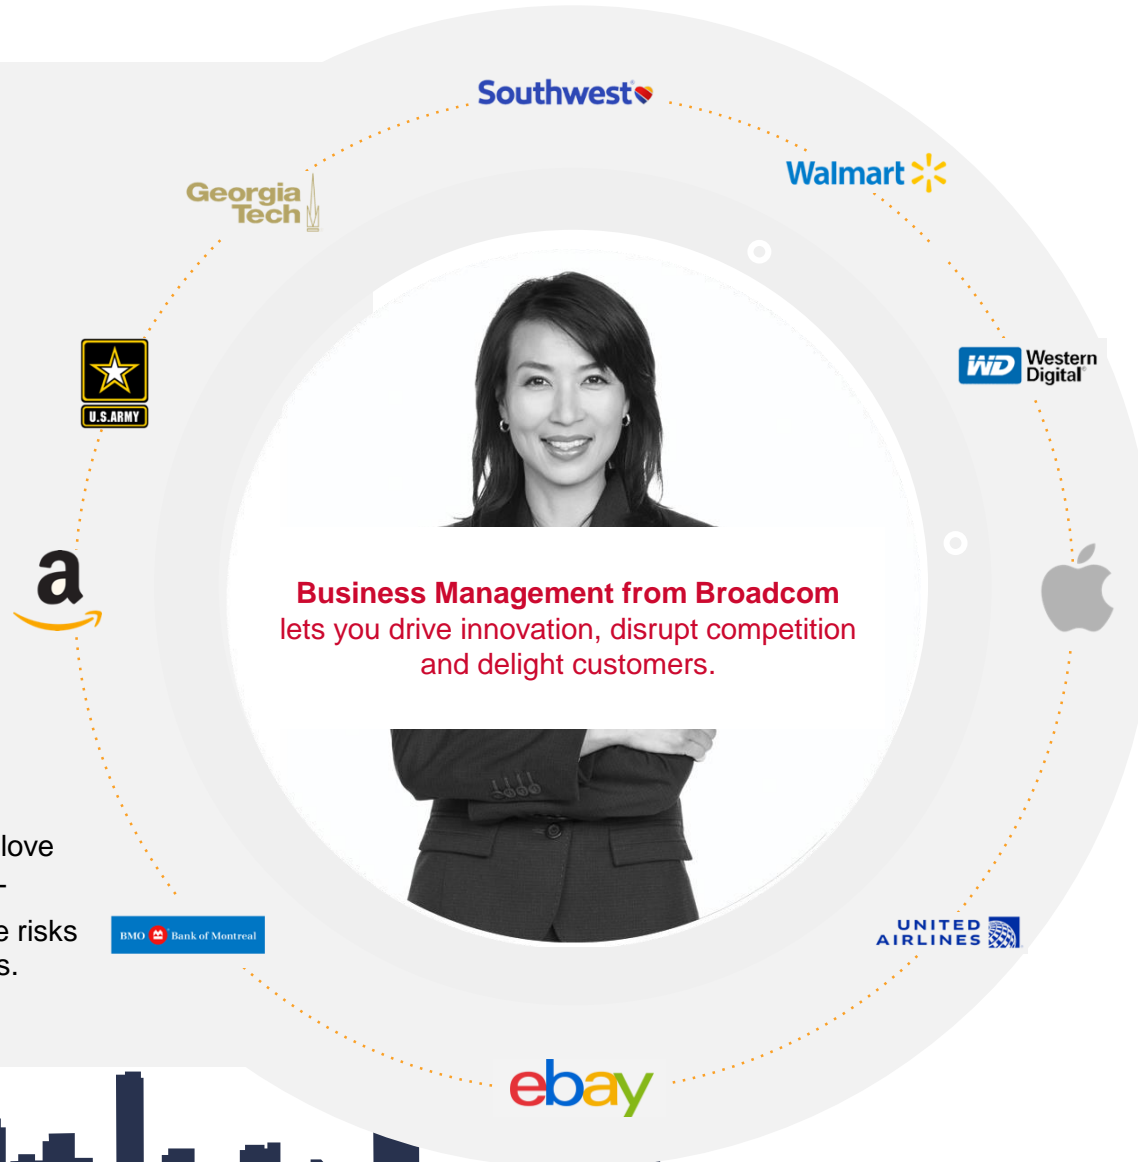 Southwest
Walmart
Georgia
Tech
WD Western
Digital
U.S.ARMY
a
Business Management from Broadcom
lets you drive innovation, disrupt competition
and delight customers.
love
-
e risks
s.
BMO Bank of Montreal
UNITED
AIRLINES
ebay